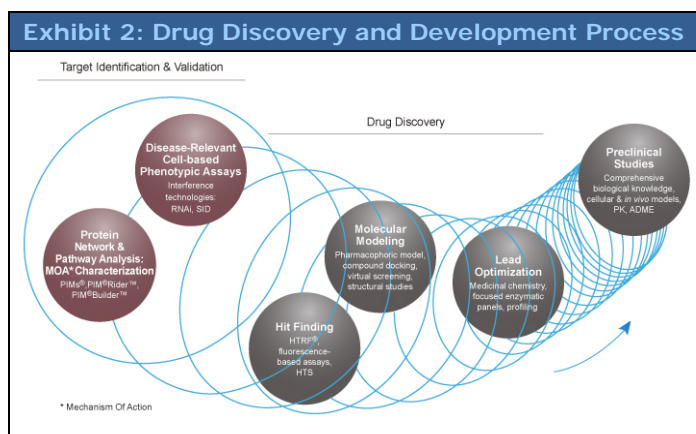 Exhibit 2: Drug Discovery and Development Process
Target Identification & Validation
Drug Discovery
Disease-Relevant
Cell-based
Phenotypic Assays
Interference
technologies:
RNAi, SID
Protein
Network &
Pathway Analysis:
MOA* Characterization
PIMs®, PIM®Rider™,
PIM®Builder™
Hit Finding
HTRF®,
fluorescence-
based assays,
HTS
Molecular
Modeling
Pharmacophoric model,
compound docking,
virtual screening,
structural studies
Lead
Optimization
Medicinal chemistry,
focused enzymatic
panels, profiling
Preclinical
Studies
Comprehensive
biological knowledge,
cellular & in vivo models,
PK, ADME
* Mechanism Of Action